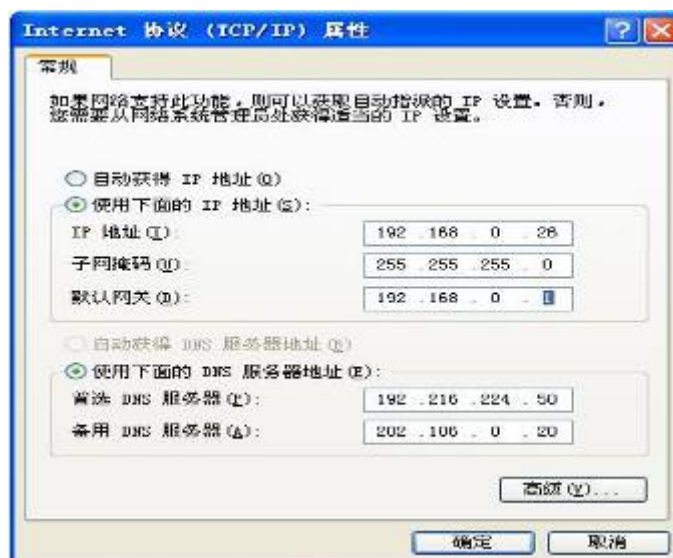 Internet 协议 (TCP/IP) 属性
常规
如果网络支持此功能，则可以获取自动指派的 IP 设置。否则，
您需要从网络系统管理员处获得适当的 IP 设置。
自动获得 IP 地址(O)
使用下面的 IP 地址(S):
IP 地址(I): 192 .168 . 0 . 26
子网掩码(U): 255 .255 .255 . 0
默认网关(D): 192 .168 . 0 . 1
自动获得 DNS 服务器地址(B)
使用下面的 DNS 服务器地址(E):
首选 DNS 服务器(P): 192 .216 .224 . 50
备用 DNS 服务器(A): 202 .106 . 0 . 20
高级(V)...
确定 取消